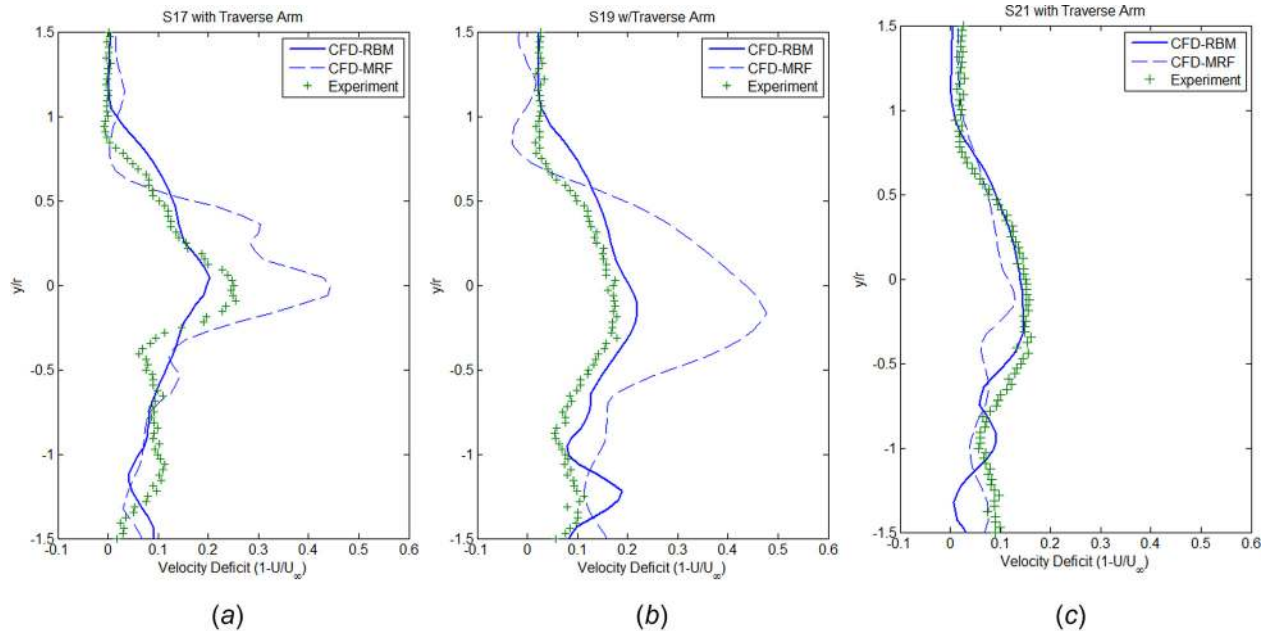 S17 with Traverse Arm
CFD-RBM
CFD-MRF
Experiment
1.5
1
0.5
0
-0.5
-1
-1.5
y/r
-0.1 0 0.1 0.2 0.3 0.4 0.5 0.6
Velocity Deficit (1-U/U∞)
(a)
S19 w/Traverse Arm
CFD-RBM
CFD-MRF
Experiment
1.5
1
0.5
0
-0.5
-1
-1.5
y/r
-0.1 0 0.1 0.2 0.3 0.4 0.5 0.6
Velocity Deficit (1-U/U∞)
(b)
S21 with Traverse Arm
CFD-RBM
CFD-MRF
Experiment
1.5
1
0.5
0
-0.5
-1
-1.5
y/r
-0.1 0 0.1 0.2 0.3 0.4 0.5 0.6
Velocity Deficit (1-U/U∞)
(c)